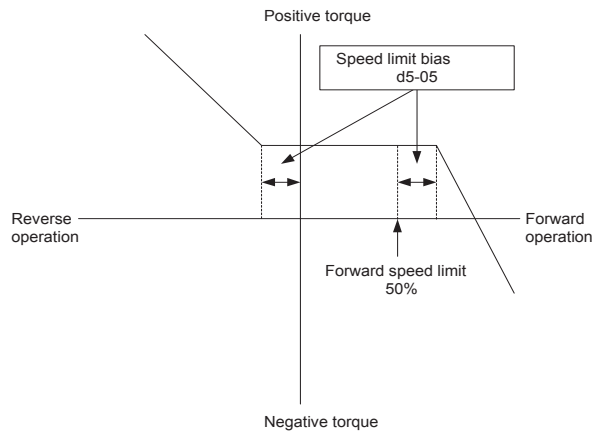 Positive torque
Speed limit bias
d5-05
Reverse
operation
Forward
operation
Forward speed limit
50%
Negative torque